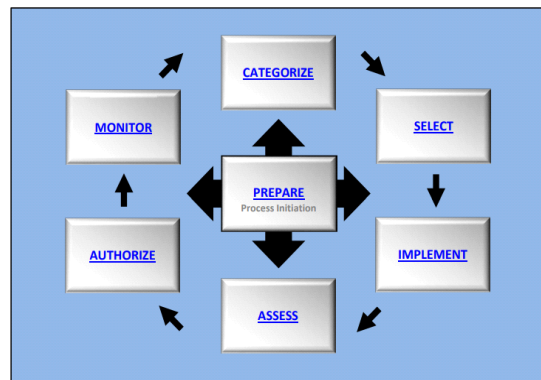 CATEGORIZE
MONITOR
SELECT
PREPARE
Process Initiation
AUTHORIZE
IMPLEMENT
ASSESS